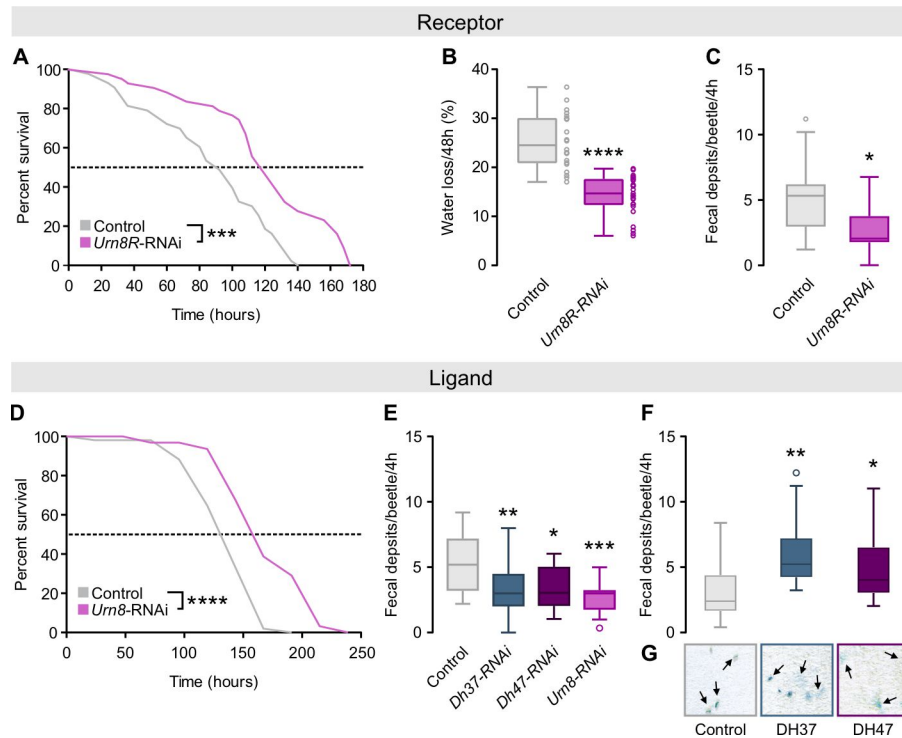 Receptor
A
Percent survival
100
80
60
40
20
0
Control
Urn8R-RNAi
***
0 20 40 60 80 100 120 140 160 180
Time (hours)
B
Water loss/48h (%)
40
30
20
10
0
****
Control
Urn8R-RNAi
C
Fecal deposits/beetle/4h
15
10
5
0
*
Control
Urn8R-RNAi
Ligand
D
Percent survival
100
80
60
40
20
0
Control
Urn8-RNAi
****
0 50 100 150 200 250
Time (hours)
E
Fecal depsits/beetle/4h
15
10
5
0
**
*
***
Control
Dh37-RNAi
Dh47-RNAi
Urn8-RNAi
F
Fecal depsits/beetle/4h
15
10
5
0
**
*
G
Control DH37 DH47